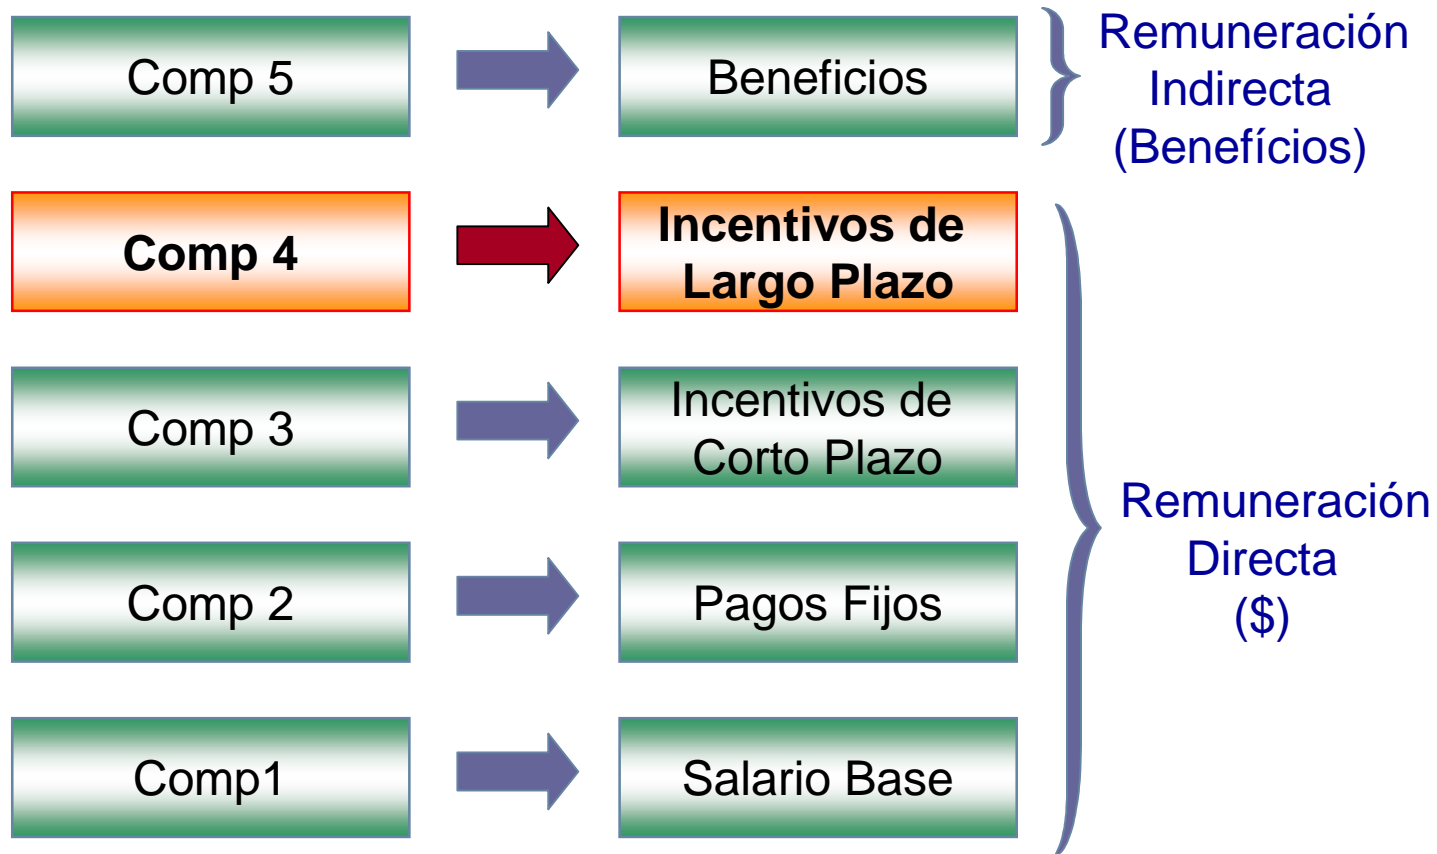 Comp 5
Beneficios
Remuneración
Indirecta
(Benefícios)
Comp 4
Incentivos de
Largo Plazo
Comp 3
Incentivos de
Corto Plazo
Remuneración
Directa
($)
Comp 2
Pagos Fijos
Comp1
Salario Base